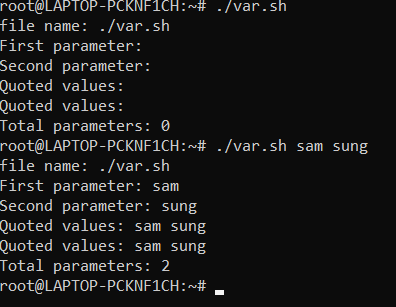 root@LAPTOP-PCKNF1CH:~# ./var.sh
file name: ./var.sh
First parameter:
Second parameter:
Quoted values:
Quoted values:
Total parameters: 0
root@LAPTOP-PCKNF1CH:~# ./var.sh sam sung
file name: ./var.sh
First parameter: sam
Second parameter: sung
Quoted values: sam sung
Quoted values: sam sung
Total parameters: 2
root@LAPTOP-PCKNF1CH:~#